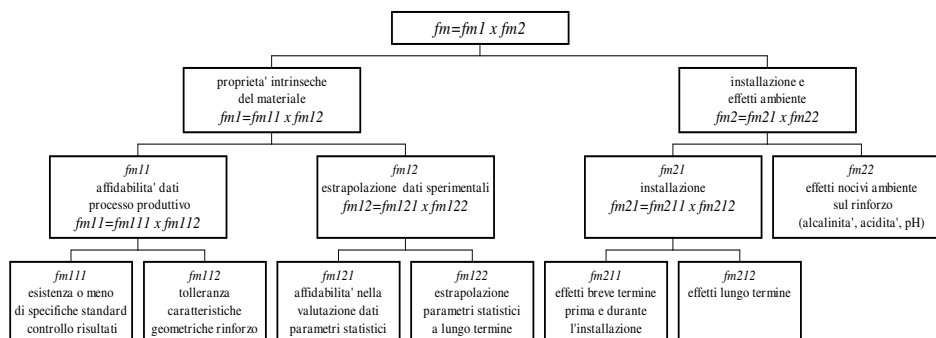 fm=fm1 x fm2
proprieta' intrinseche
del materiale
fm1=fm11 x fm12
installazione e
effetti ambiente
fm2=fm21 x fm22
fm11
affidabilita' dati
processo produttivo
fm11=fm111 x fm112
fm12
estrapolazione dati sperimentali
fm12=fm121 x fm122
fm21
installazione
fm21=fm211 x fm212
fm22
effetti nocivi ambiente
sul rinforzo
(alcalinita', acidita', pH)
fm111
esistenza o meno
di specifiche standard
controllo risultati
fm112
tolleranza
caratteristiche
geometriche rinforzo
fm121
affidabilita' nella
valutazione dati
parametri statistici
fm122
estrapolazione
parametri statistici
a lungo termine
fm211
effetti breve termine
prima e durante
l'installazione
fm212
effetti lungo termine